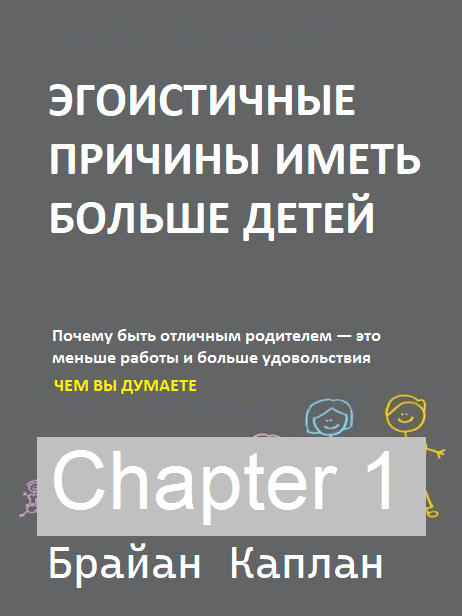 ЭГОИСТИЧНЫЕ
ПРИЧИНЫ ИМЕТЬ
БОЛЬШЕ ДЕТЕЙ
Почему быть отличным родителем — это
меньше работы и больше удовольствия
ЧЕМ ВЫ ДУМАЕТЕ
Chapter 1
Брайан Каплан